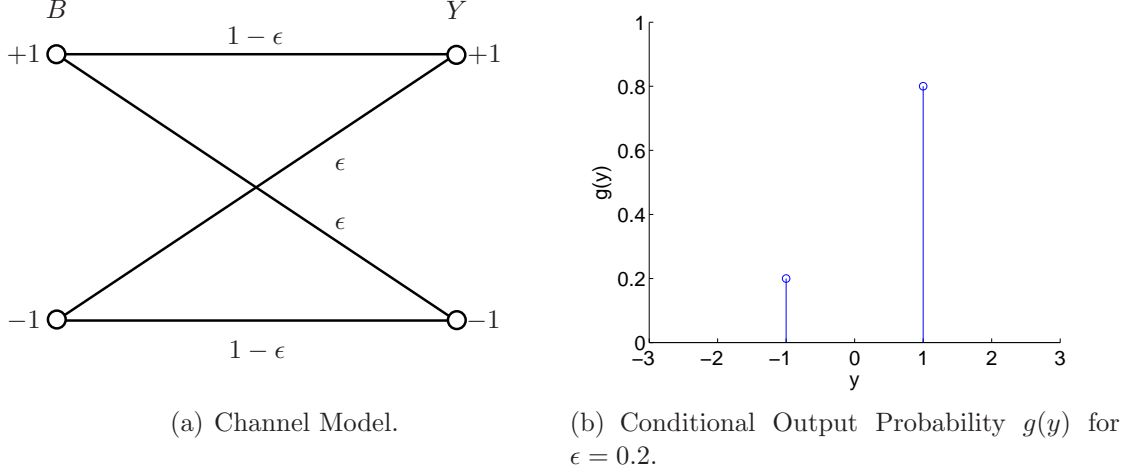 B Y
1 − ϵ
+1 +1
ϵ
ϵ
−1 −1
1 − ϵ
(a) Channel Model.
1
0.8
0.6
0.4
0.2
0
g(y)
−3 −2 −1 0 1 2 3
y
(b) Conditional Output Probability g(y) for
ϵ = 0.2.